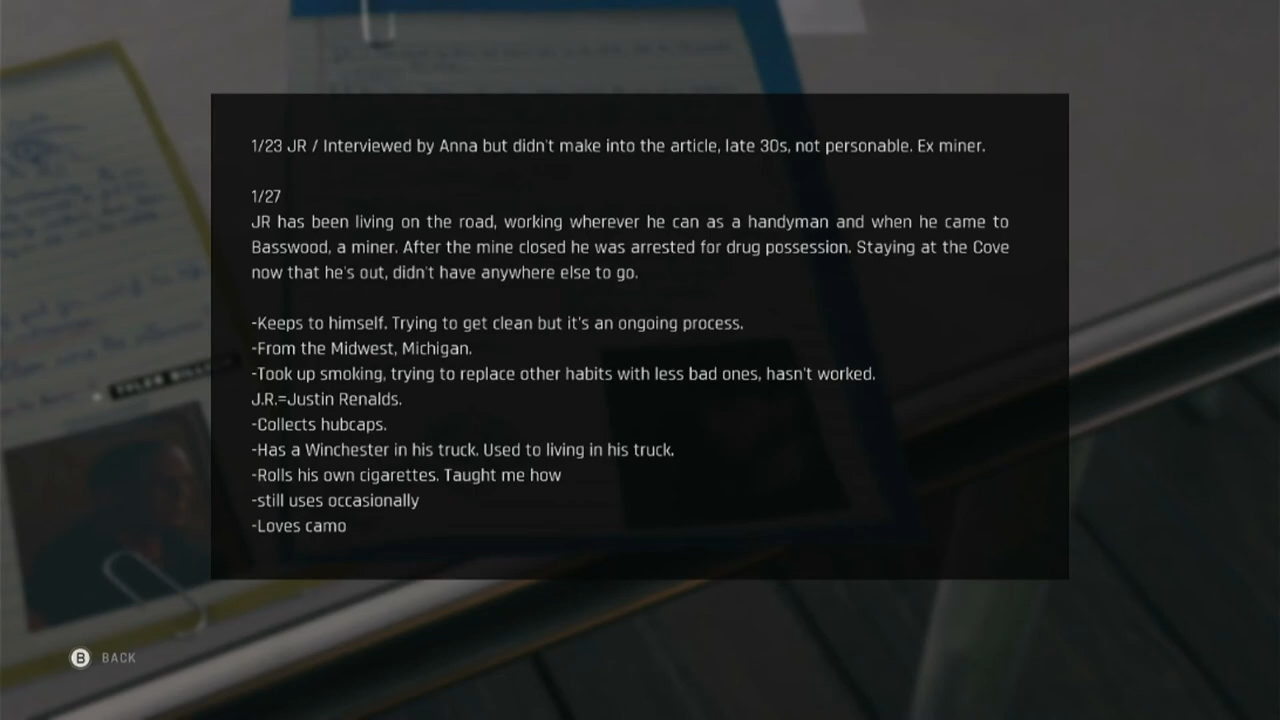 1/23 JR / Interviewed by Anna but didn't make into the article, late 30s, not personable. Ex miner.
1/27
JR has been living on the road, working wherever he can as a handyman and when he came to
Basswood, a miner. After the mine closed he was arrested for drug possession. Staying at the Cove
now that he's out, didn't have anywhere else to go.
-Keeps to himself. Trying to get clean but it's an ongoing process.
-From the Midwest, Michigan.
-Took up smoking, trying to replace other habits with less bad ones, hasn't worked.
J.R.=Justin Renalds.
-Collects hubcaps.
-Has a Winchester in his truck. Used to living in his truck.
-Rolls his own cigarettes. Taught me how
-still uses occasionally
-Loves camo
B BACK